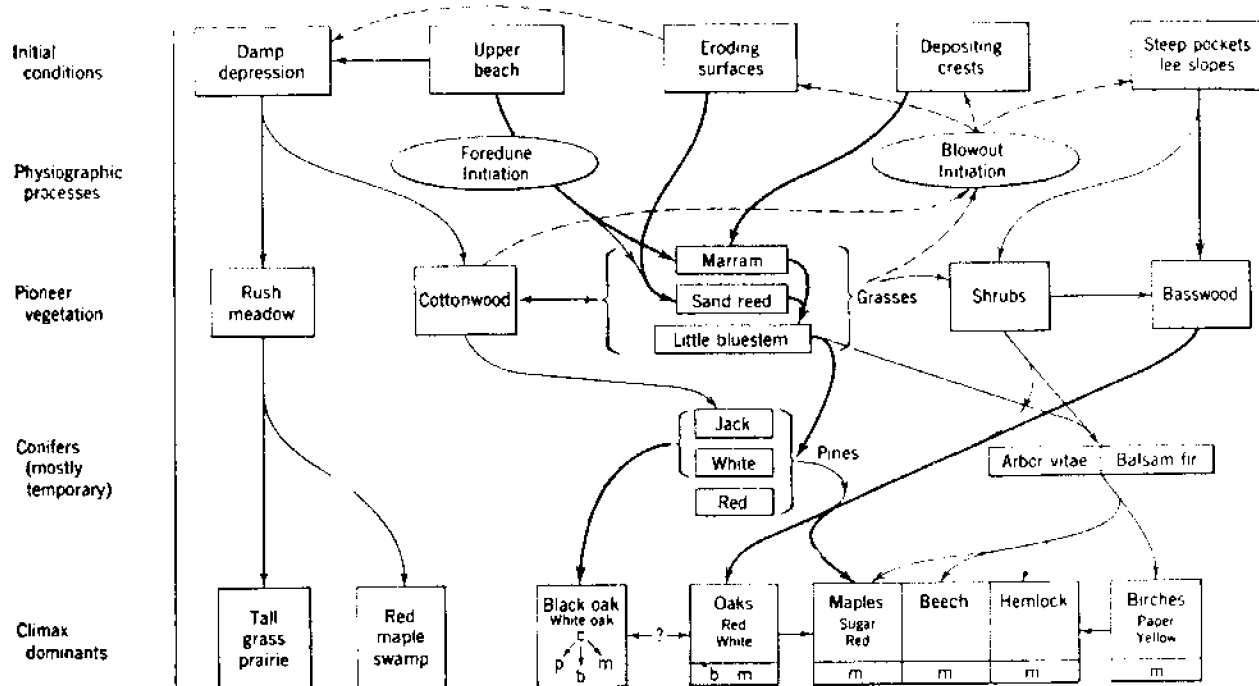 Initial
conditions
Damp
depression
Upper
beach
Eroding
surfaces
Depositing
crests
Steep pockets
lee slopes
Physiographic
processes
Foredune
Initiation
Blowout
Initiation
Pioneer
vegetation
Rush
meadow
Cottonwood
Marram
Sand reed
Little bluestem
Grasses
Shrubs
Basswood
Conifers
(mostly
temporary)
Jack
White
Red
Pines
Arbor vitae Balsam fir
Climax
dominants
Tall
grass
prairie
Red
maple
swamp
Black oak
White oak
c
p b m
?
Oaks
Red
White
b m
Maples
Sugar
Red
m
Beech
m
Hemlock
m
Birches
Paper
Yellow
m